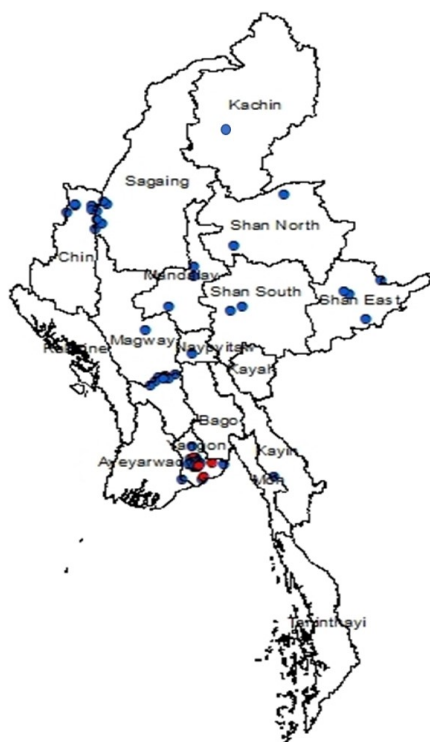 Kachin
Sagaing
Shan North
Chin
Mandalay
Shan South
Shan East
Magway
Rakhine
Naypyitaw
Kayah
Bago
Yangon
Ayeyarwady
Kayin
Mon
Tanintharyi